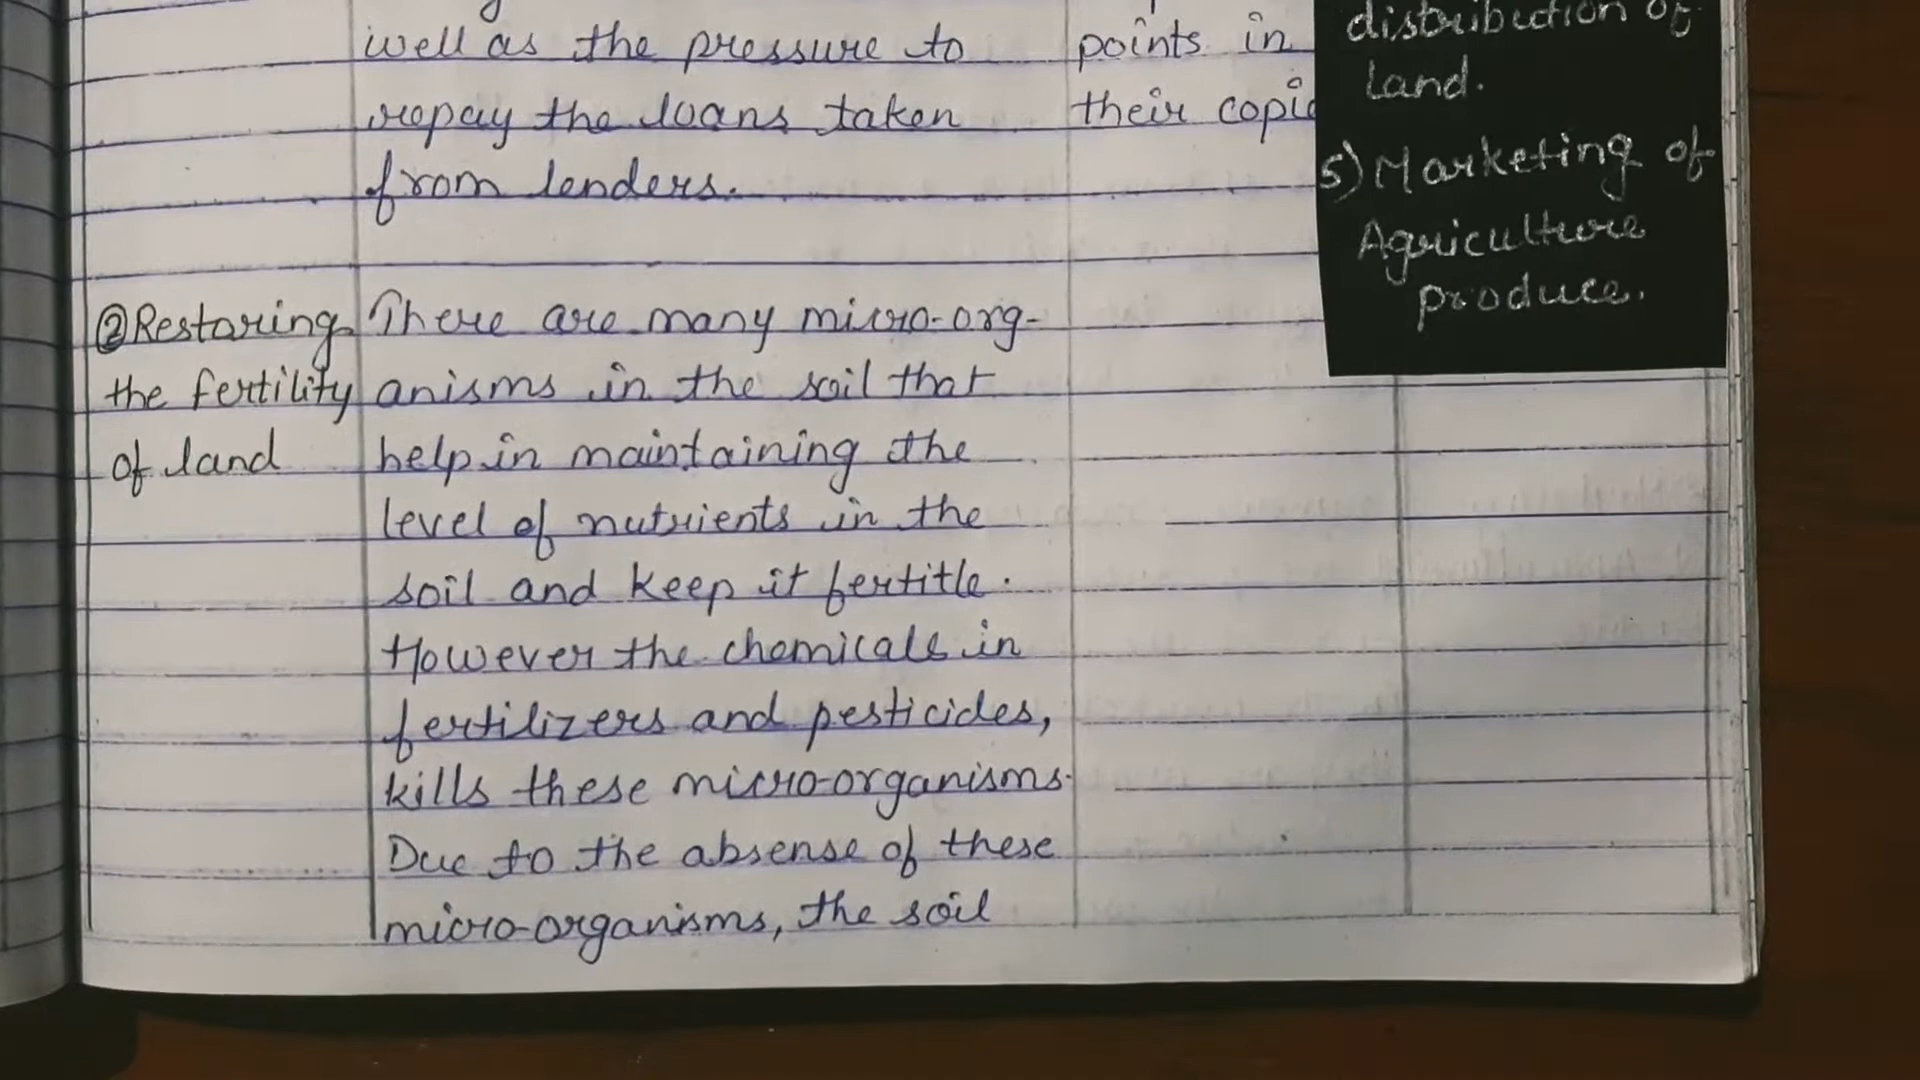 well as the pressure to
repay the loans taken
from lenders.
points in
their copie
distribution of
land.
5) Marketing of
Agriculture
produce.
② Restoring
the fertility
of land
There are many micro-org-
anisms in the soil that
help in maintaining the
level of nutrients in the
soil and keep it fertitle.
However the chemicals in
fertilizers and pesticides,
kills these micro-organisms.
Due to the absense of these
micro-organisms, the soil